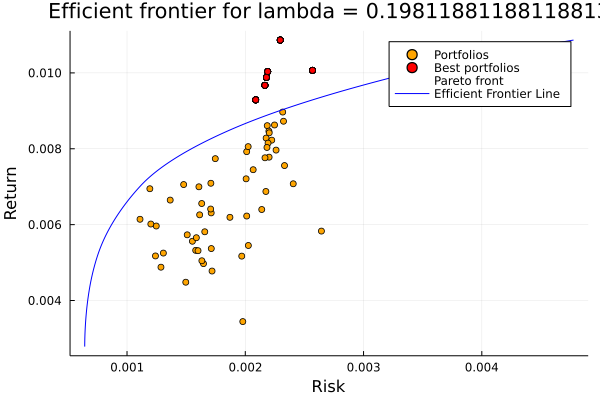 Efficient frontier for lambda = 0.1981188118811881
Portfolios
Best portfolios
Pareto front
Efficient Frontier Line
0.010
0.008
0.006
0.004
Return
0.001 0.002 0.003 0.004
Risk